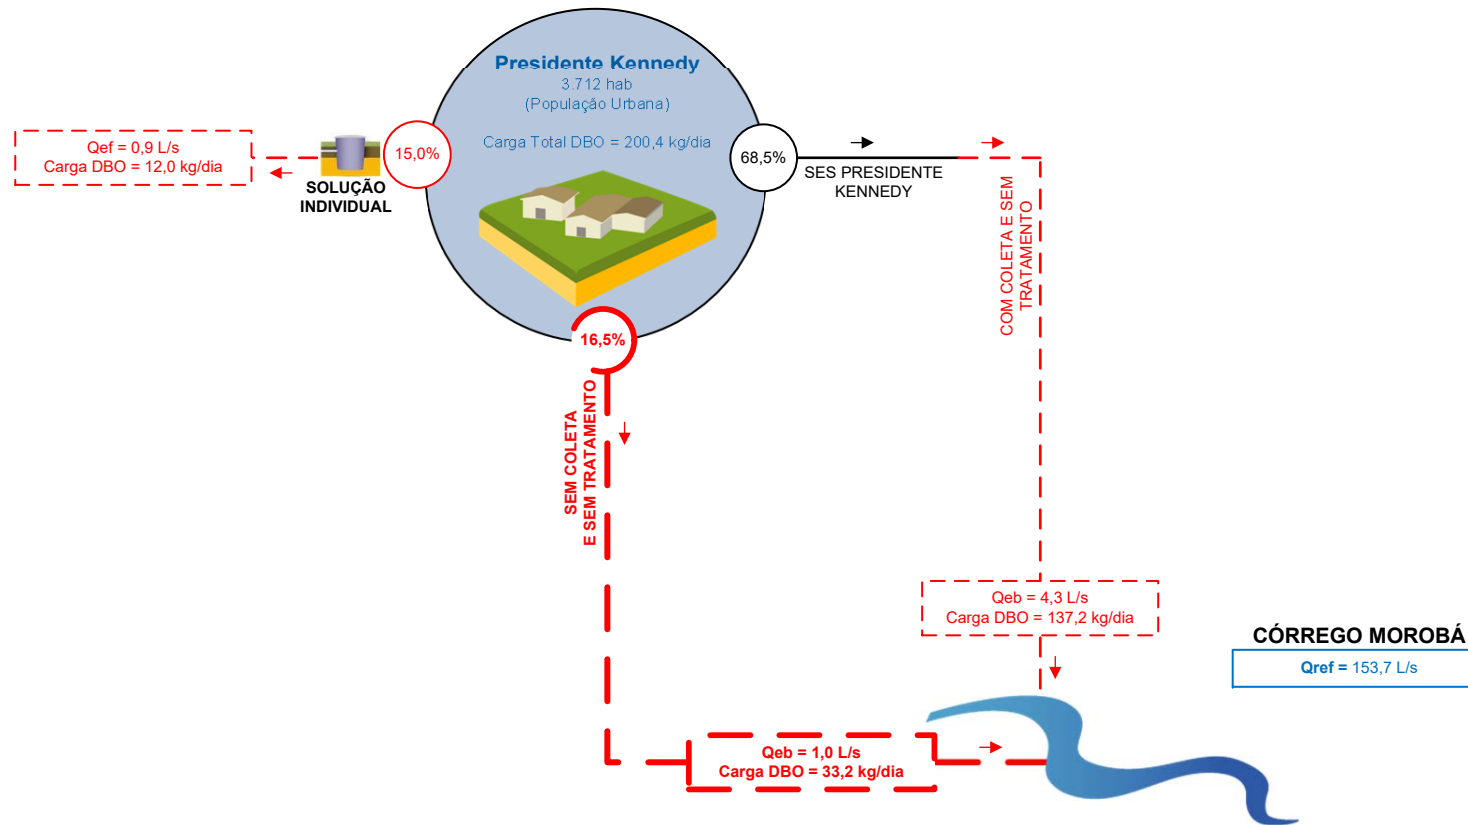 Presidente Kennedy
3.712 hab
(População Urbana)
Carga Total DBO = 200,4 kg/dia
Qef = 0,9 L/s
Carga DBO = 12,0 kg/dia
SOLUÇÃO
INDIVIDUAL
15,0%
68,5%
SES PRESIDENTE
KENNEDY
COM COLETA E SEM
TRATAMENTO
16,5%
SEM COLETA
E SEM TRATAMENTO
Qeb = 4,3 L/s
Carga DBO = 137,2 kg/dia
CÓRREGO MOROBÁ
Qref = 153,7 L/s
Qeb = 1,0 L/s
Carga DBO = 33,2 kg/dia